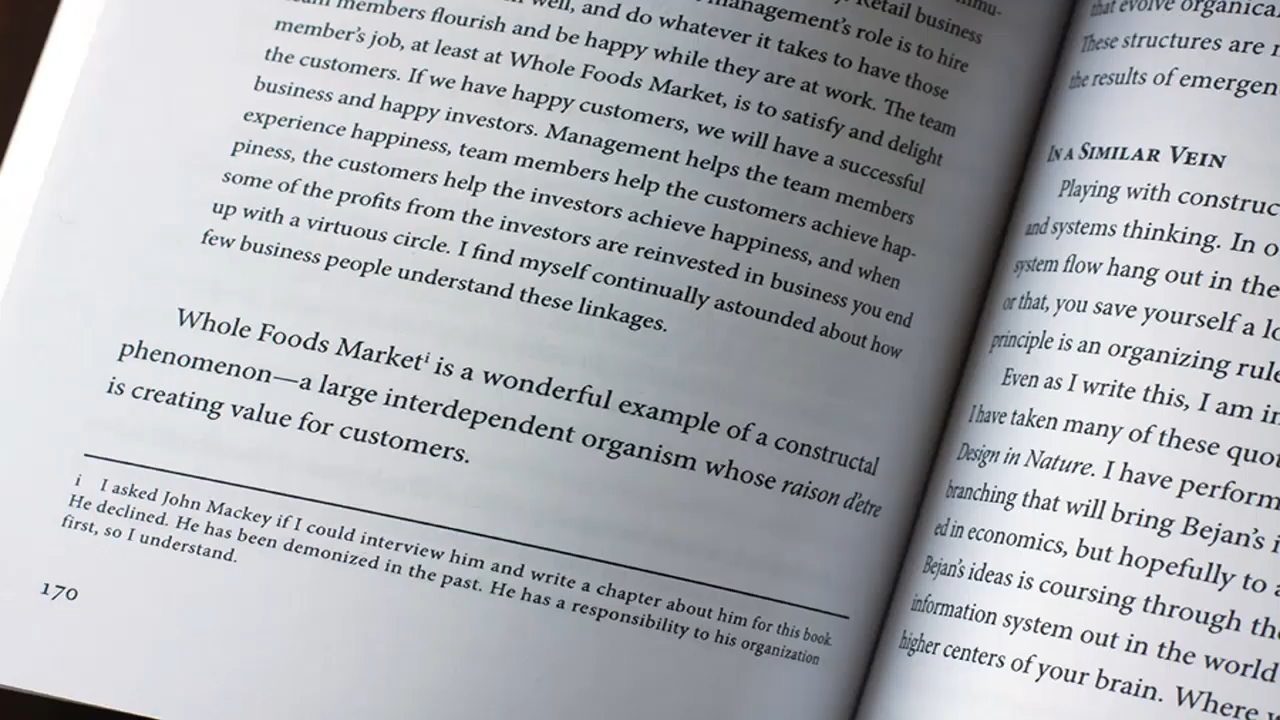 Retail business
well, and do whatever it takes to have those
management's role is to hire
members flourish and be happy while they are at work. The team
member's job, at least at Whole Foods Market, is to satisfy and delight
the customers. If we have happy customers, we will have a successful
business and happy investors. Management helps the team members
experience happiness, team members help the customers achieve hap-
piness, the customers help the investors achieve happiness, and when
some of the profits from the investors are reinvested in business you end
up with a virtuous circle. I find myself continually astounded about how
few business people understand these linkages.
Whole Foods Marketⁱ is a wonderful example of a constructal
phenomenon—a large interdependent organism whose raison d'etre
is creating value for customers.
i I asked John Mackey if I could interview him and write a chapter about him for this book.
He declined. He has been demonized in the past. He has a responsibility to his organization
first, so I understand.
170
that evolve organica
These structures are
the results of emergen
IN A SIMILAR VEIN
Playing with construc
and systems thinking. In o
system flow hang out in the
or that, you save yourself a lo
principle is an organizing rule
Even as I write this, I am in
I have taken many of these quot
Design in Nature. I have perform
branching that will bring Bejan's i
ed in economics, but hopefully to a
Bejan's ideas is coursing through the
information system out in the world
higher centers of your brain. Where